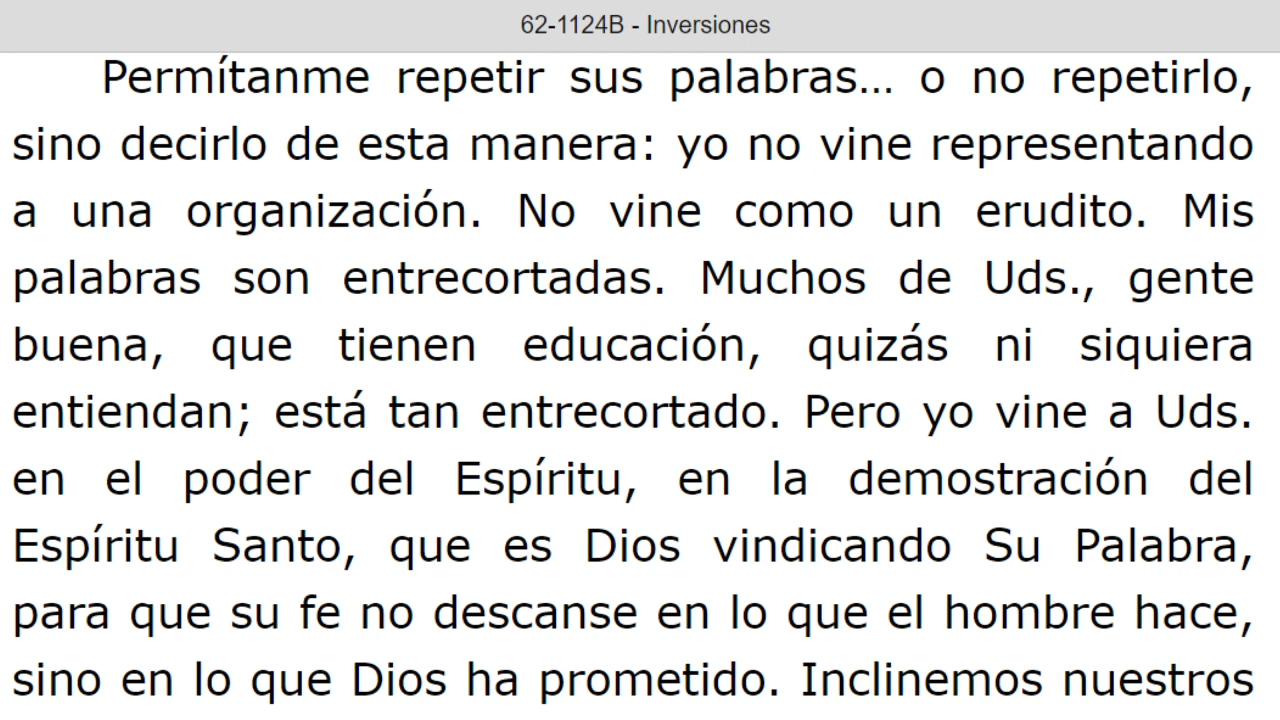 62-1124B - Inversiones
Permítanme repetir sus palabras... o no repetirlo,
sino decirlo de esta manera: yo no vine representando
a una organización. No vine como un erudito. Mis
palabras son entrecortadas. Muchos de Uds., gente
buena, que tienen educación, quizás ni siquiera
entiendan; está tan entrecortado. Pero yo vine a Uds.
en el poder del Espíritu, en la demostración del
Espíritu Santo, que es Dios vindicando Su Palabra,
para que su fe no descanse en lo que el hombre hace,
sino en lo que Dios ha prometido. Inclinemos nuestros